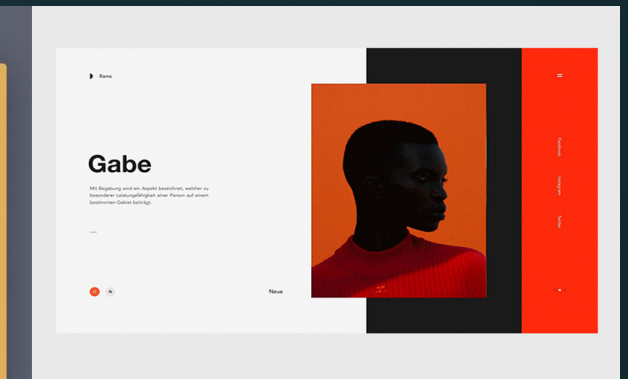 Rams
Gabe
Mit Begabung wird ein Aspekt bezeichnet, welcher zu
besonderer Leistungsfähigkeit einer Person auf einem
bestimmten Gebiet beiträgt.
Neue
Facebook
Instagram
Twitter